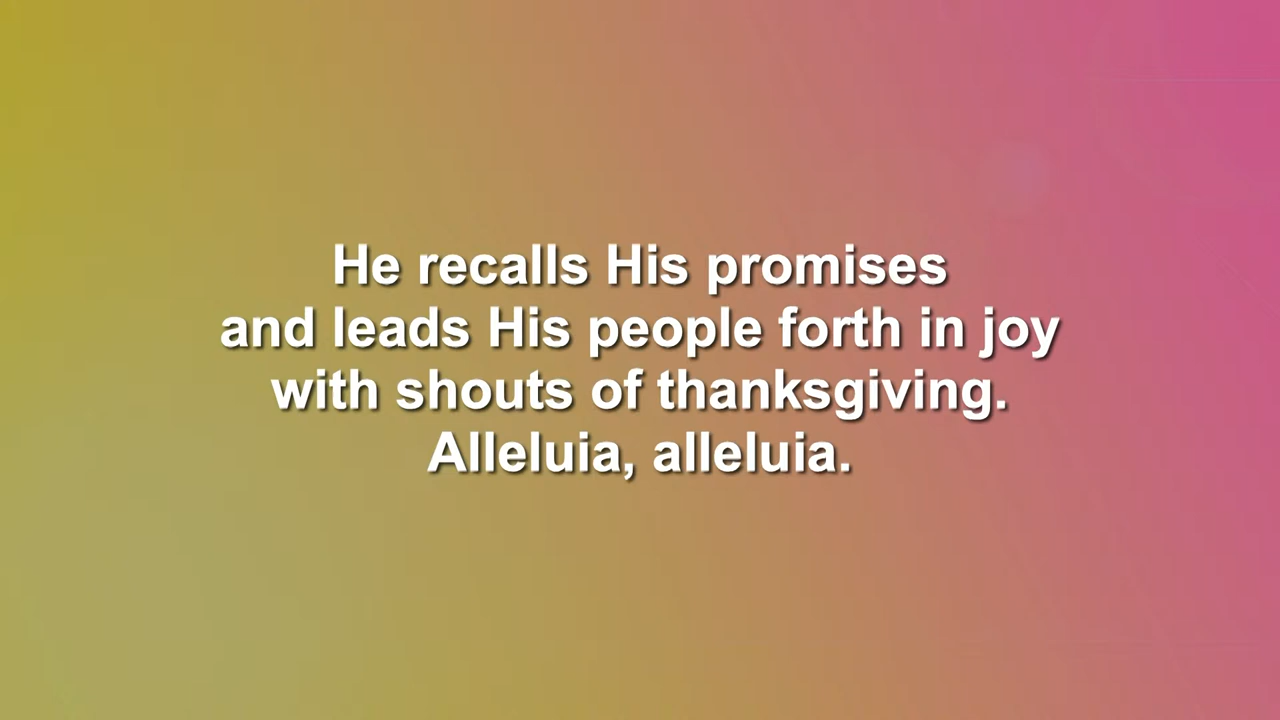 He recalls His promises
and leads His people forth in joy
with shouts of thanksgiving.
Alleluia, alleluia.